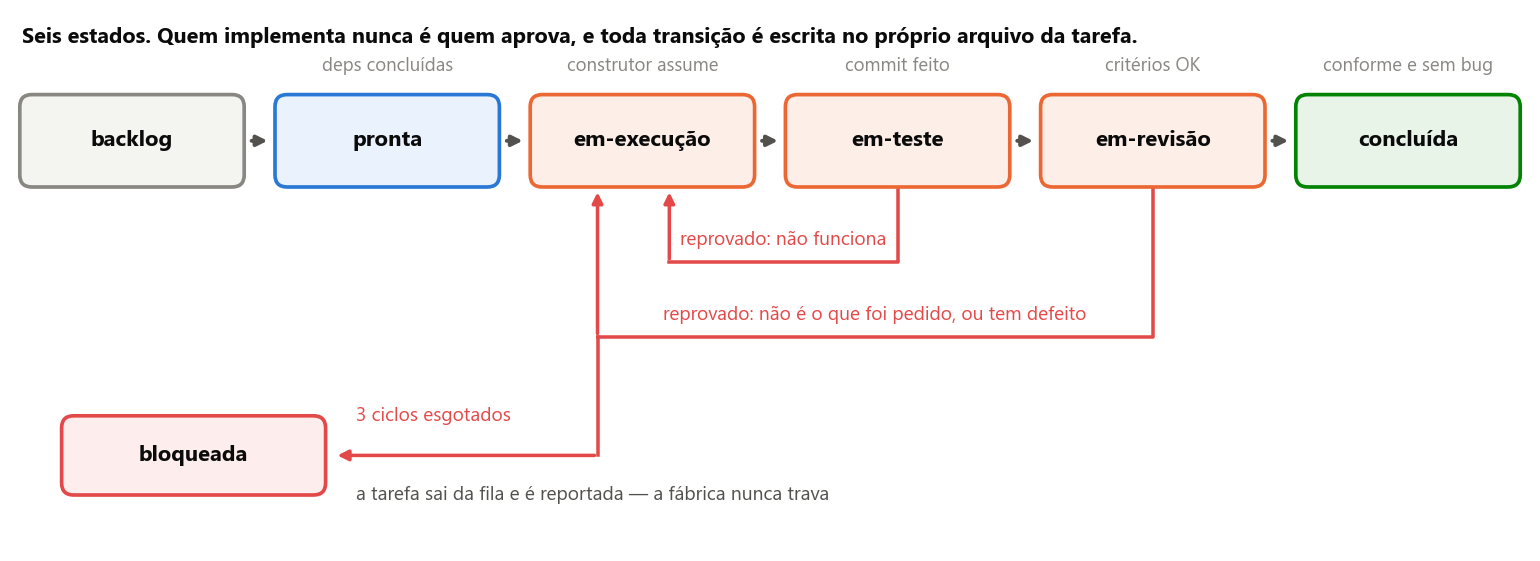 Seis estados. Quem implementa nunca é quem aprova, e toda transição é escrita no próprio arquivo da tarefa.
deps concluídas
construtor assume
commit feito
critérios OK
conforme e sem bug
backlog
pronta
em-execução
em-teste
em-revisão
concluída
reprovado: não funciona
reprovado: não é o que foi pedido, ou tem defeito
3 ciclos esgotados
bloqueada
a tarefa sai da fila e é reportada — a fábrica nunca trava